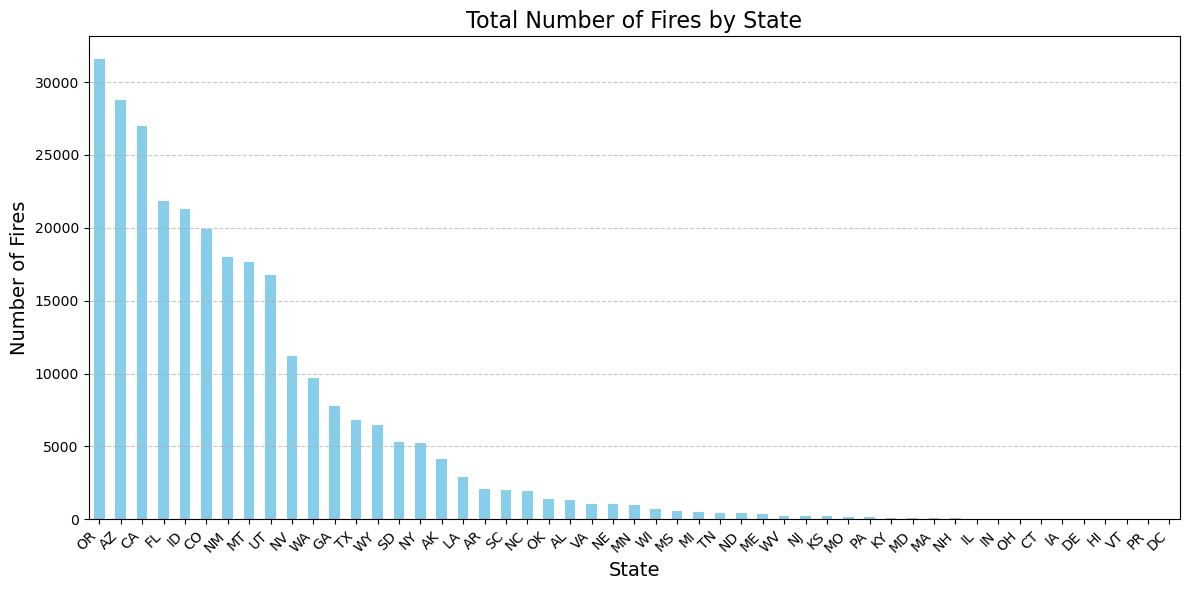 Total Number of Fires by State
Number of Fires
30000
25000
20000
15000
10000
5000
0
OR AZ CA FL ID CO NM MT UT NV WA GA TX WY SD NY AK LA AR SC NC OK AL VA NE MN WI MS MI TN ND ME WV NJ KS MO PA KY MD MA NH IL IN OH CT IA DE HI VT PR DC
State